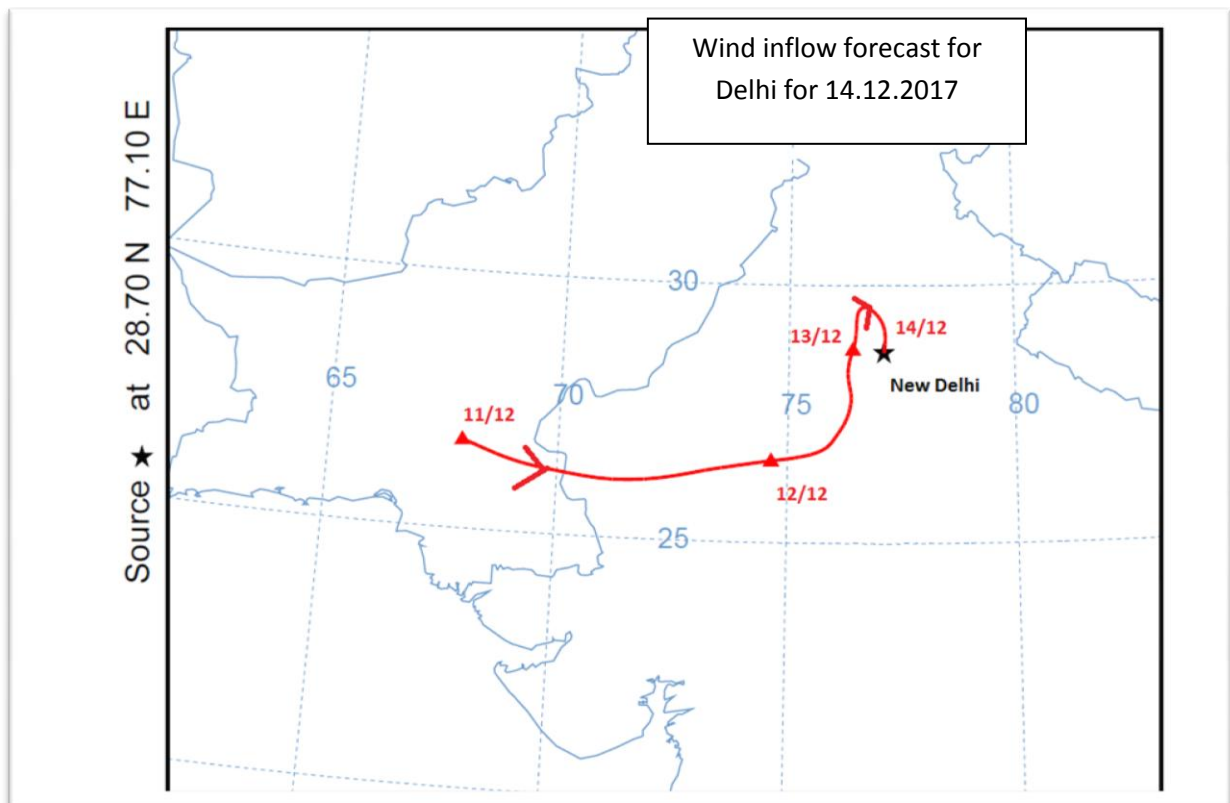 Wind inflow forecast for
Delhi for 14.12.2017
Source ★ at 28.70 N 77.10 E
30
13/12
14/12
New Delhi
65
70
75
80
11/12
12/12
25